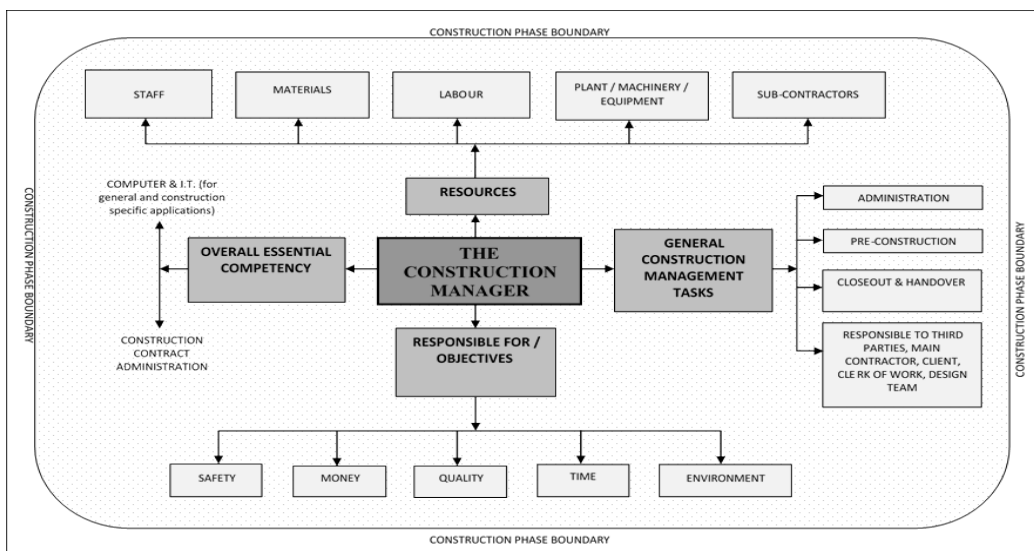 CONSTRUCTION PHASE BOUNDARY
STAFF
MATERIALS
LABOUR
PLANT / MACHINERY /
EQUIPMENT
SUB-CONTRACTORS
COMPUTER & I.T. (for
general and construction
specific applications)
RESOURCES
ADMINISTRATION
OVERALL ESSENTIAL
COMPETENCY
THE
CONSTRUCTION
MANAGER
GENERAL
CONSTRUCTION
MANAGEMENT
TASKS
PRE-CONSTRUCTION
CLOSEOUT & HANDOVER
CONSTRUCTION
CONTRACT
ADMINISTRATION
RESPONSIBLE FOR /
OBJECTIVES
RESPONSIBLE TO THIRD
PARTIES, MAIN
CONTRACTOR, CLIENT,
CLERK OF WORK, DESIGN
TEAM
SAFETY
MONEY
QUALITY
TIME
ENVIRONMENT
CONSTRUCTION PHASE BOUNDARY
CONSTRUCTION PHASE BOUNDARY
CONSTRUCTION PHASE BOUNDARY